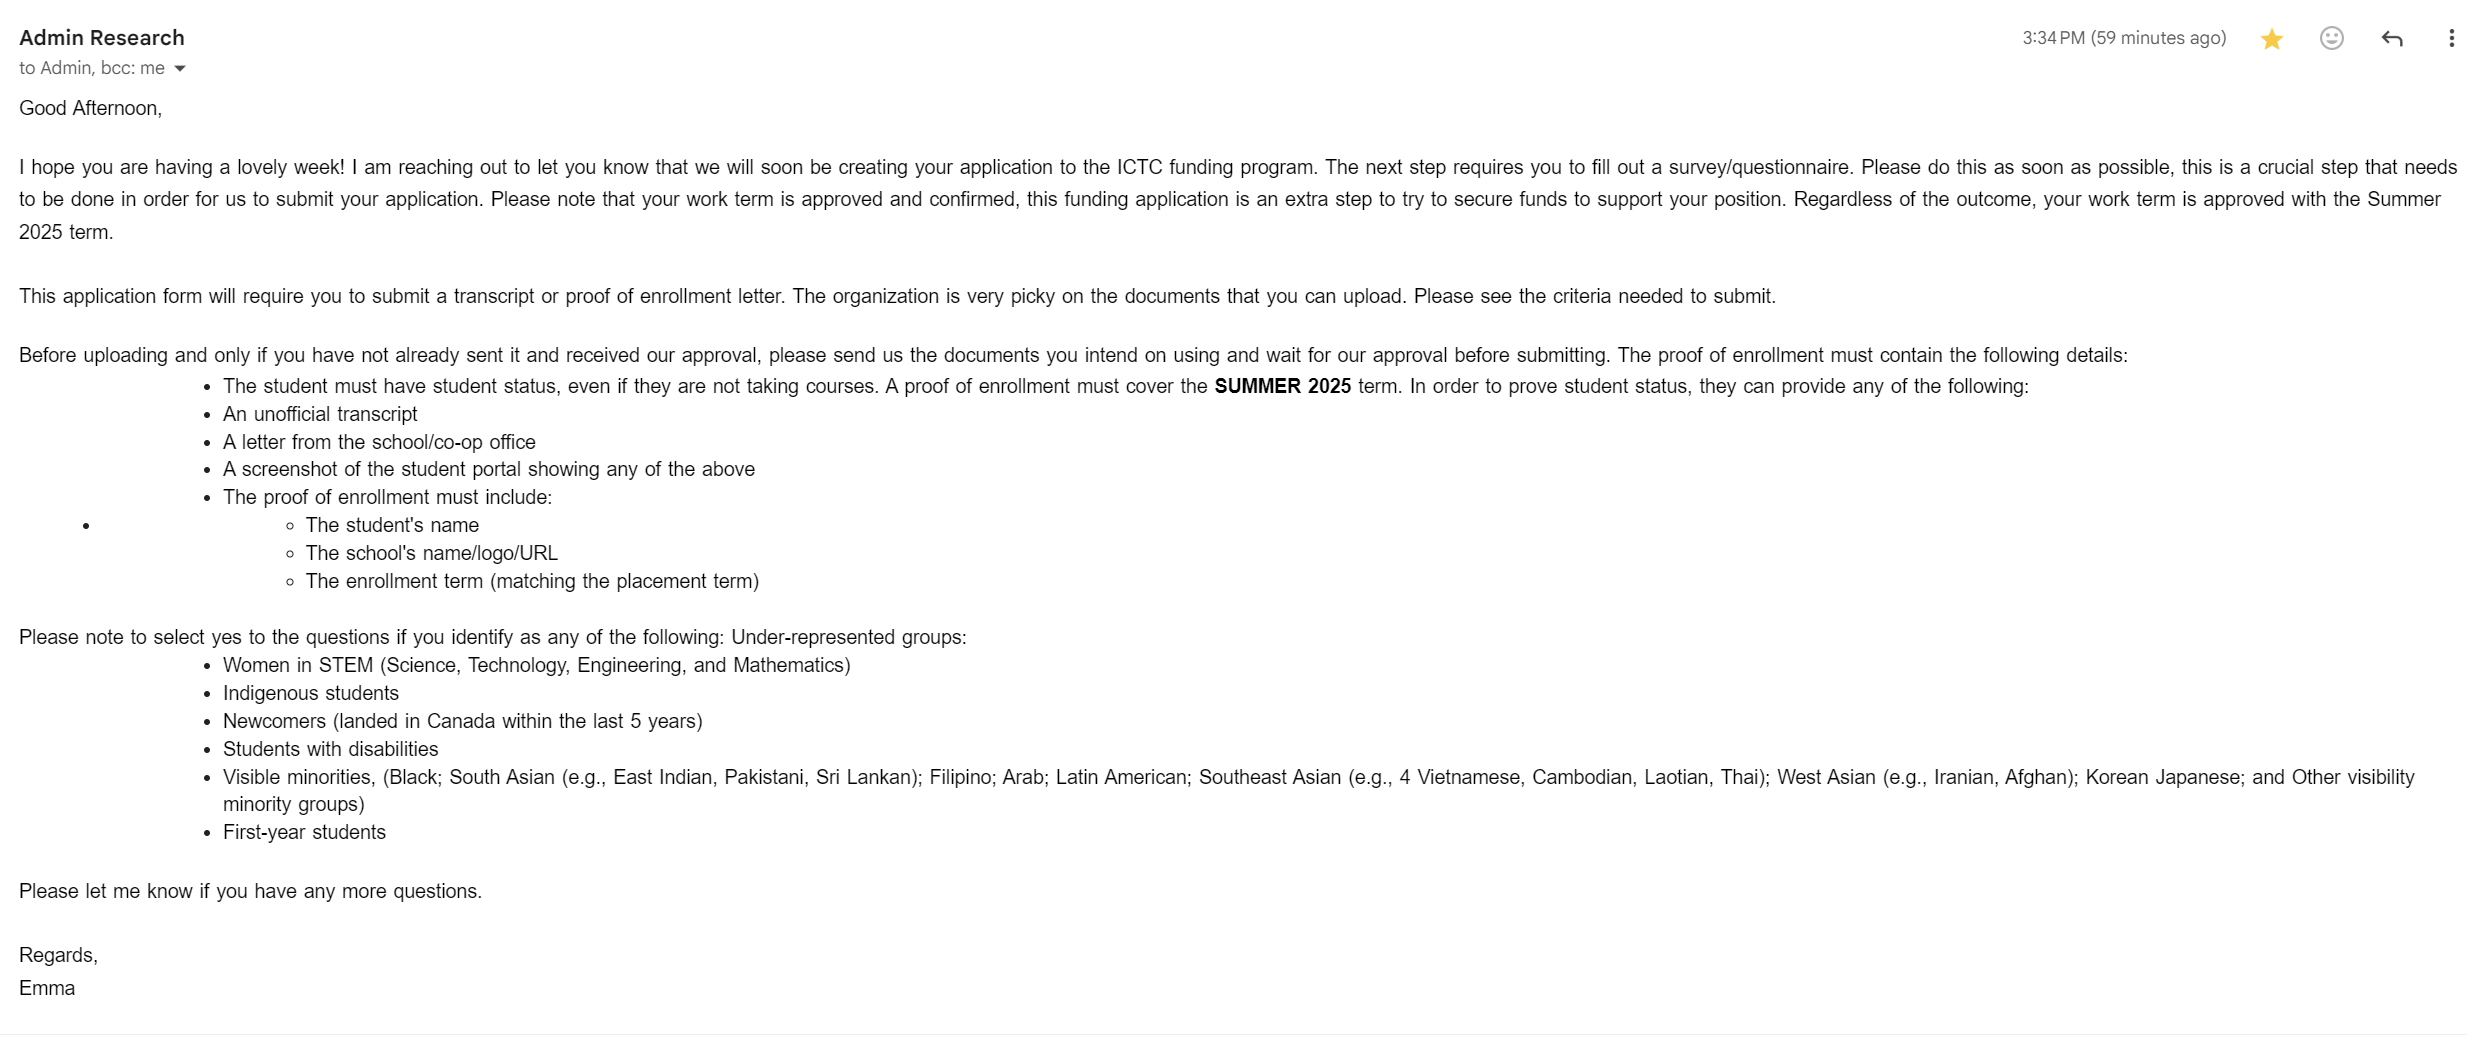 Admin Research
3:34 PM (59 minutes ago)
to Admin, bcc: me
Good Afternoon,
I hope you are having a lovely week! I am reaching out to let you know that we will soon be creating your application to the ICTC funding program. The next step requires you to fill out a survey/questionnaire. Please do this as soon as possible, this is a crucial step that needs
to be done in order for us to submit your application. Please note that your work term is approved and confirmed, this funding application is an extra step to try to secure funds to support your position. Regardless of the outcome, your work term is approved with the Summer
2025 term.
This application form will require you to submit a transcript or proof of enrollment letter. The organization is very picky on the documents that you can upload. Please see the criteria needed to submit.
Before uploading and only if you have not already sent it and received our approval, please send us the documents you intend on using and wait for our approval before submitting. The proof of enrollment must contain the following details:
• The student must have student status, even if they are not taking courses. A proof of enrollment must cover the SUMMER 2025 term. In order to prove student status, they can provide any of the following:
• An unofficial transcript
• A letter from the school/co-op office
• A screenshot of the student portal showing any of the above
• The proof of enrollment must include:
• ◦ The student's name
◦ The school's name/logo/URL
◦ The enrollment term (matching the placement term)
Please note to select yes to the questions if you identify as any of the following: Under-represented groups:
• Women in STEM (Science, Technology, Engineering, and Mathematics)
• Indigenous students
• Newcomers (landed in Canada within the last 5 years)
• Students with disabilities
• Visible minorities, (Black; South Asian (e.g., East Indian, Pakistani, Sri Lankan); Filipino; Arab; Latin American; Southeast Asian (e.g., 4 Vietnamese, Cambodian, Laotian, Thai); West Asian (e.g., Iranian, Afghan); Korean Japanese; and Other visibility
minority groups)
• First-year students
Please let me know if you have any more questions.
Regards,
Emma